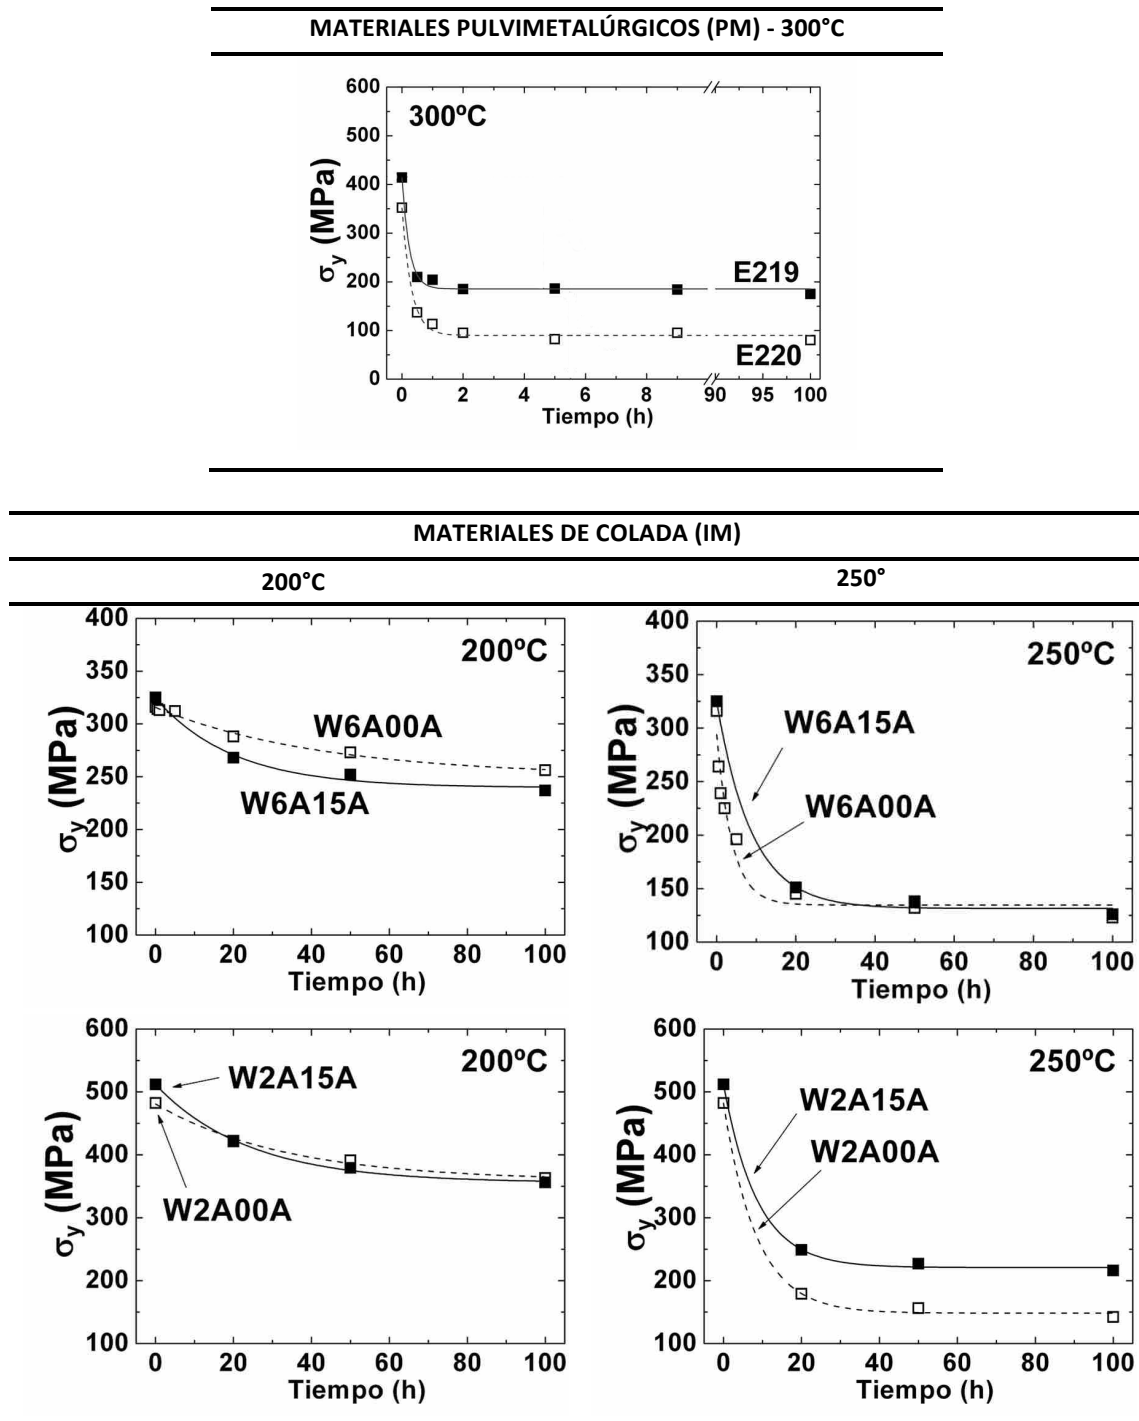 MATERIALES PULVIMETALÚRGICOS (PM) - 300°C
600
500
400
300
200
100
0
σy (MPa)
300ºC
E219
E220
0 2 4 6 8 90 95 100
Tiempo (h)
MATERIALES DE COLADA (IM)
200°C 250°
400
350
300
250
200
150
100
σy (MPa)
200ºC
W6A00A
W6A15A
0 20 40 60 80 100
Tiempo (h)
400
350
300
250
200
150
100
σy (MPa)
250ºC
W6A15A
W6A00A
0 20 40 60 80 100
Tiempo (h)
600
500
400
300
200
100
σy (MPa)
200ºC
W2A15A
W2A00A
0 20 40 60 80 100
Tiempo (h)
600
500
400
300
200
100
σy (MPa)
250ºC
W2A15A
W2A00A
0 20 40 60 80 100
Tiempo (h)